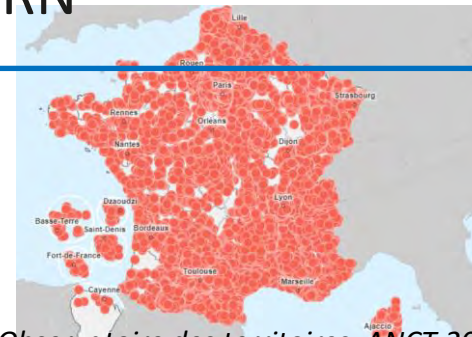 RN
Lille
Rouen
Paris
Strasbourg
Rennes
Orléans
Nantes
Dijon
Dzaoudzi
Lyon
Basse-Terre
Saint-Denis
Bordeaux
Fort-de-France
Toulouse
Marseille
Cayenne
Ajaccio
Observatoire des territoires, ANCT